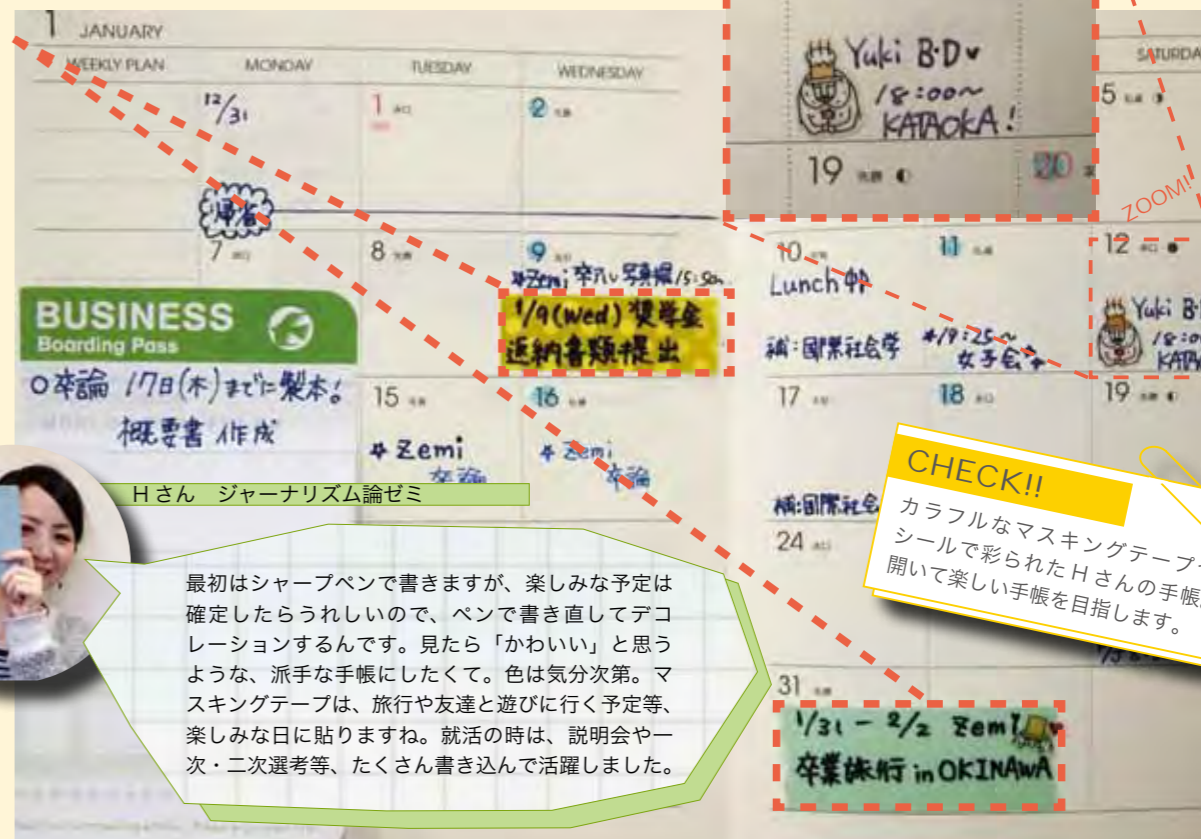 1 JANUARY
WEEKLY PLAN MONDAY TUESDAY WEDNESDAY
12/31 1 2
帰省
7 8 9
Zemi 卒アル写真撮
1/9(Wed) 奨学金
返納書類提出
BUSINESS
Boarding Pass
卒論 17日(木)までに製本!
概要書作成
15 16
Zemi
卒論
Zemi
卒論
Yuki B・D
18:00~
KATAOKA!
19 20
SATURDA
5
ZOOM!
10 11 12
Lunch
補:国際社会学
19:25~
女子会
Yuki B・
18:00
KATA
17 18 19
補:国際社会
24
31
1/31 - 2/2 Zemi
卒業旅行 in OKINAWA
CHECK!!
カラフルなマスキングテープ
シールで彩られたHさんの手帳
開いて楽しい手帳を目指します。
Hさん ジャーナリズム論ゼミ
最初はシャープペンで書きますが、楽しみな予定は
確定したらうれしいので、ペンで書き直してデコ
レーションするんです。見たら「かわいい」と思う
ような、派手な手帳にしたくて。色は気分次第。マ
スキングテープは、旅行や友達と遊びに行く予定等、
楽しみな日に貼りますね。就活の時は、説明会や一
次・二次選考等、たくさん書き込んで活躍しました。